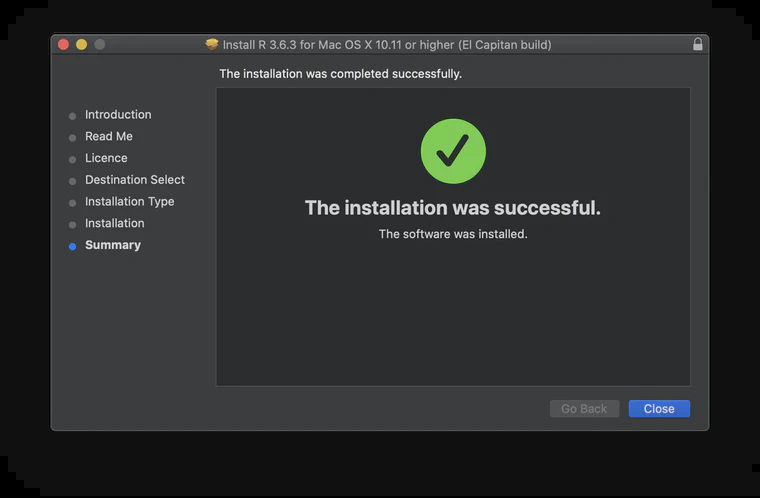 Install R 3.6.3 for Mac OS X 10.11 or higher (El Capitan build)
The installation was completed successfully.
Introduction
Read Me
Licence
Destination Select
Installation Type
Installation
Summary
The installation was successful.
The software was installed.
Go Back
Close